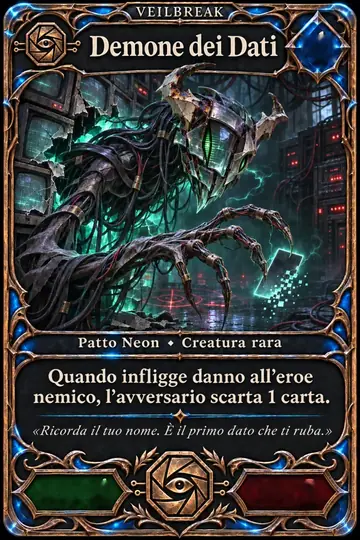 VEILBREAK
Demone dei Dati
Patto Neon ◆ Creatura rara
Quando infligge danno all'eroe
nemico, l'avversario scarta 1 carta.
«Ricorda il tuo nome. È il primo dato che ti ruba.»